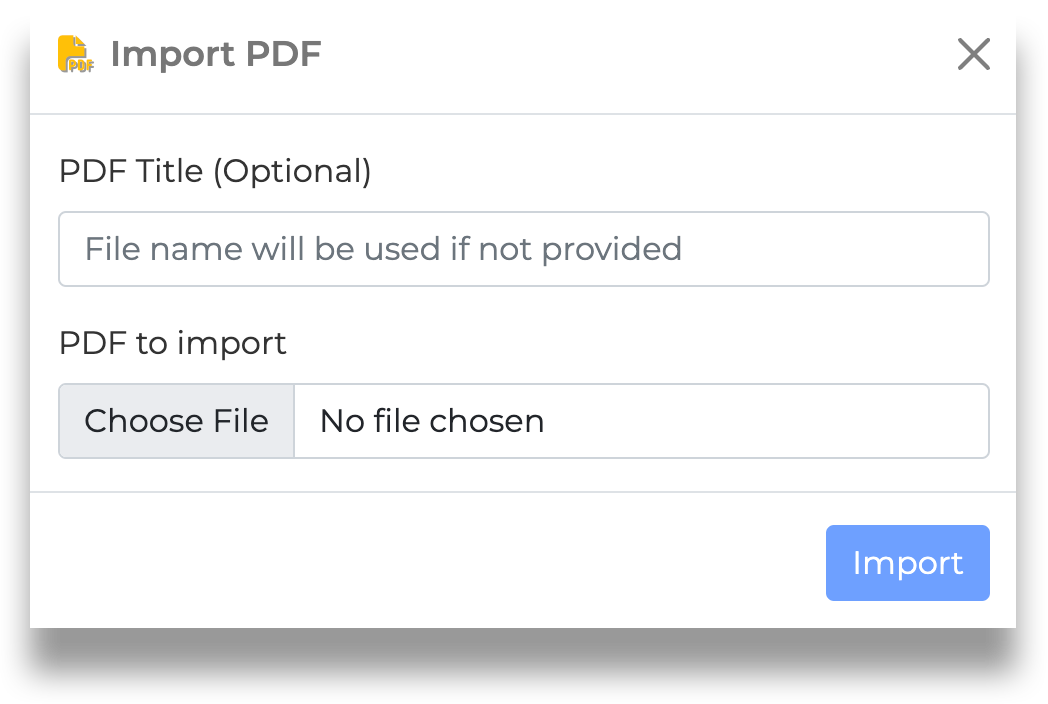 PDF Import PDF
PDF Title (Optional)
File name will be used if not provided
PDF to import
Choose File No file chosen
Import